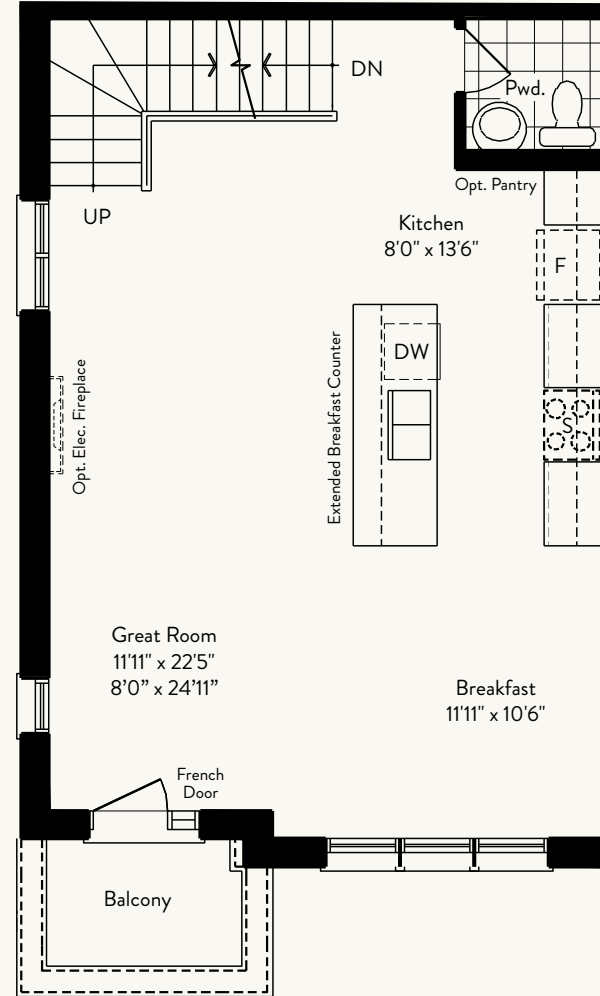 DN
Pwd.
UP
Opt. Pantry
Kitchen
8'0" x 13'6"
F
DW
Extended Breakfast Counter
S
Opt. Elec. Fireplace
Great Room
11'11" x 22'5"
8’0” x 24’11”
Breakfast
11'11" x 10'6"
French
Door
Balcony